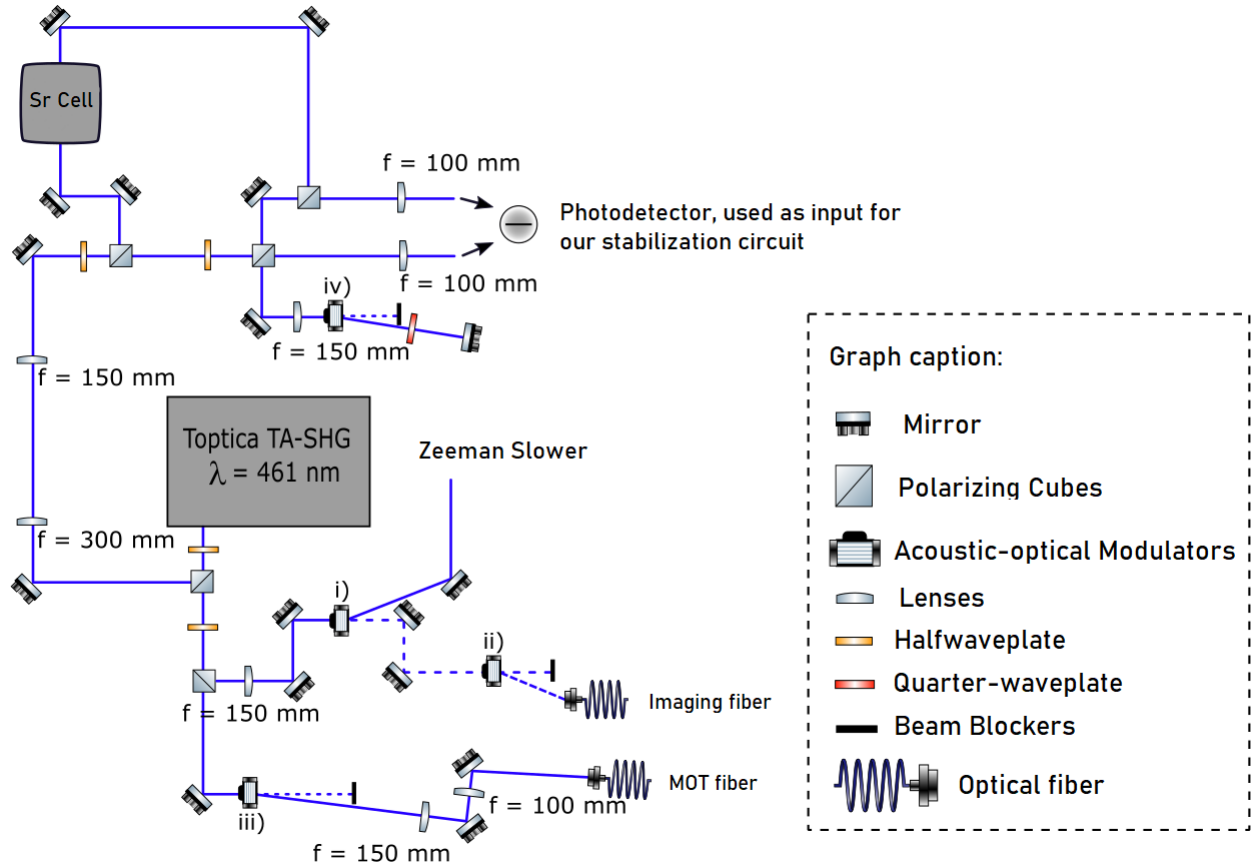 Sr Cell
f = 100 mm
Photodetector, used as input for
our stabilization circuit
f = 100 mm
iv)
f = 150 mm
f = 150 mm
Toptica TA-SHG
λ = 461 nm
Zeeman Slower
f = 300 mm
i)
ii)
f = 150 mm
Imaging fiber
MOT fiber
f = 100 mm
iii)
f = 150 mm
Graph caption:
Mirror
Polarizing Cubes
Acoustic-optical Modulators
Lenses
Halfwaveplate
Quarter-waveplate
Beam Blockers
Optical fiber